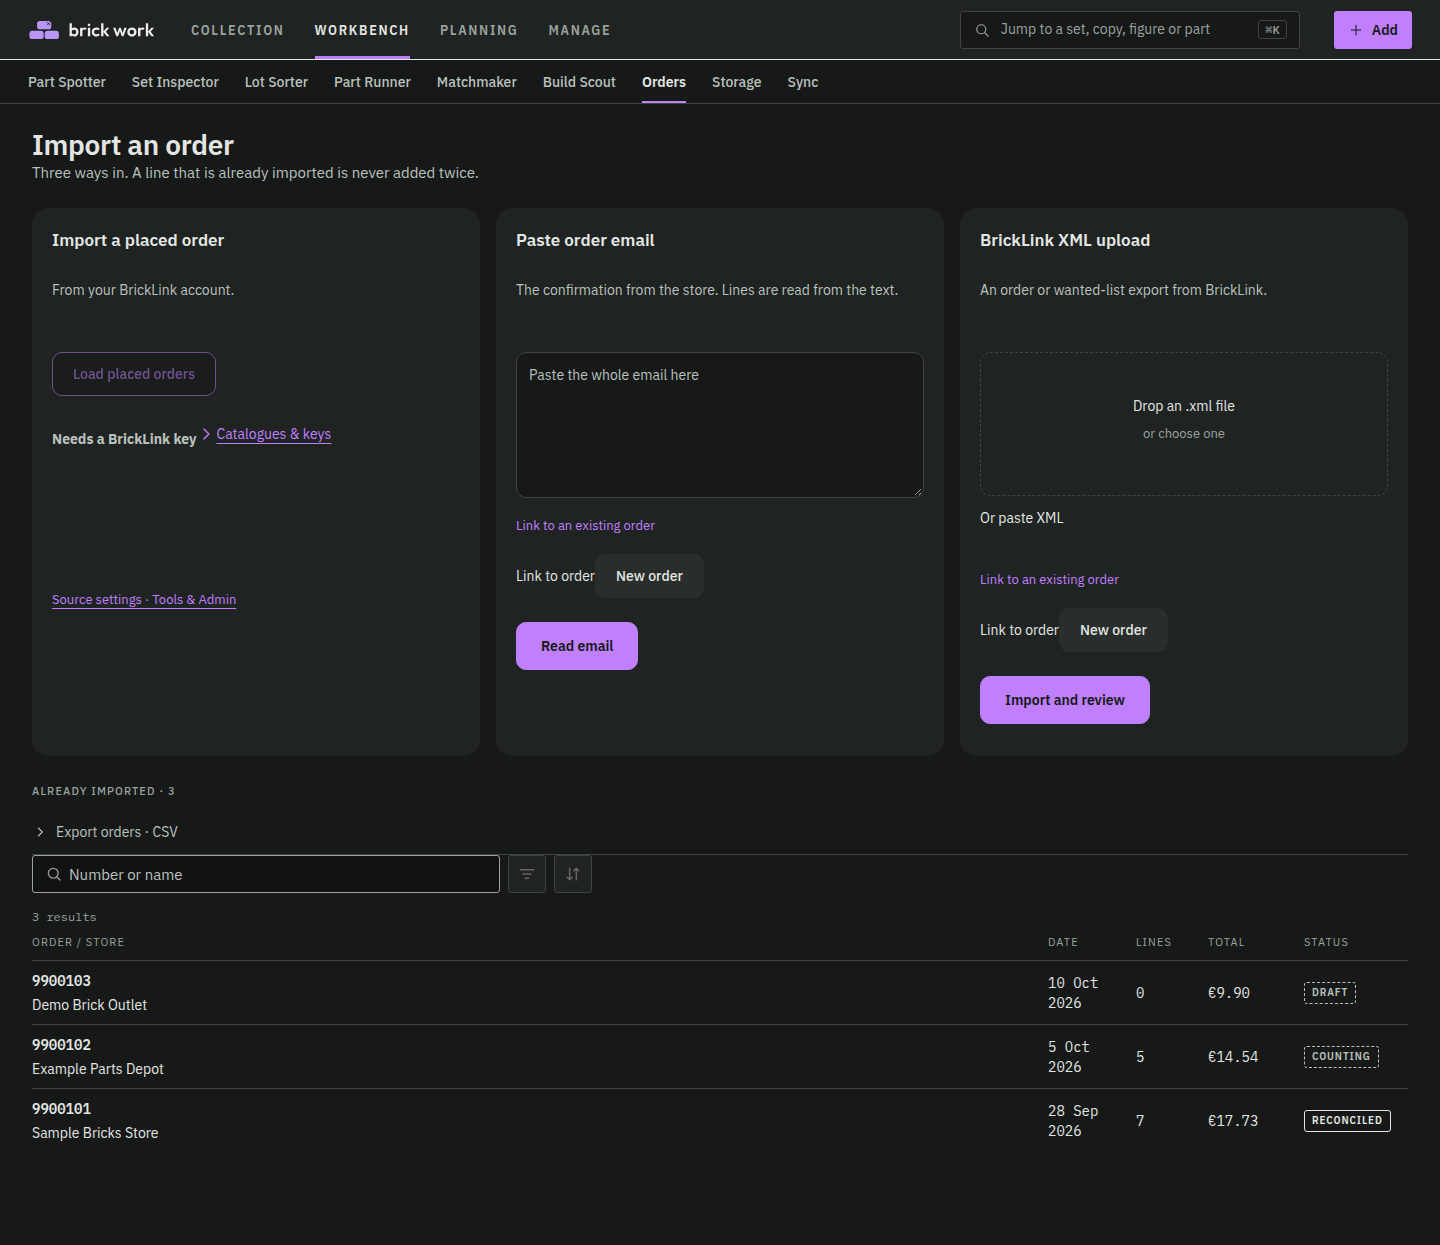 brick work
COLLECTION
WORKBENCH
PLANNING
MANAGE
Jump to a set, copy, figure or part
⌘K
Add
Part Spotter
Set Inspector
Lot Sorter
Part Runner
Matchmaker
Build Scout
Orders
Storage
Sync
Import an order
Three ways in. A line that is already imported is never added twice.
Import a placed order
From your BrickLink account.
Load placed orders
Needs a BrickLink key
Catalogues & keys
Source settings · Tools & Admin
Paste order email
The confirmation from the store. Lines are read from the text.
Paste the whole email here
Link to an existing order
Link to order
New order
Read email
BrickLink XML upload
An order or wanted-list export from BrickLink.
Drop an .xml file
or choose one
Or paste XML
Link to an existing order
Link to order
New order
Import and review
ALREADY IMPORTED · 3
Export orders · CSV
Number or name
3 results
ORDER / STORE
DATE
LINES
TOTAL
STATUS
9900103
Demo Brick Outlet
10 Oct
2026
0
€9.90
DRAFT
9900102
Example Parts Depot
5 Oct
2026
5
€14.54
COUNTING
9900101
Sample Bricks Store
28 Sep
2026
7
€17.73
RECONCILED